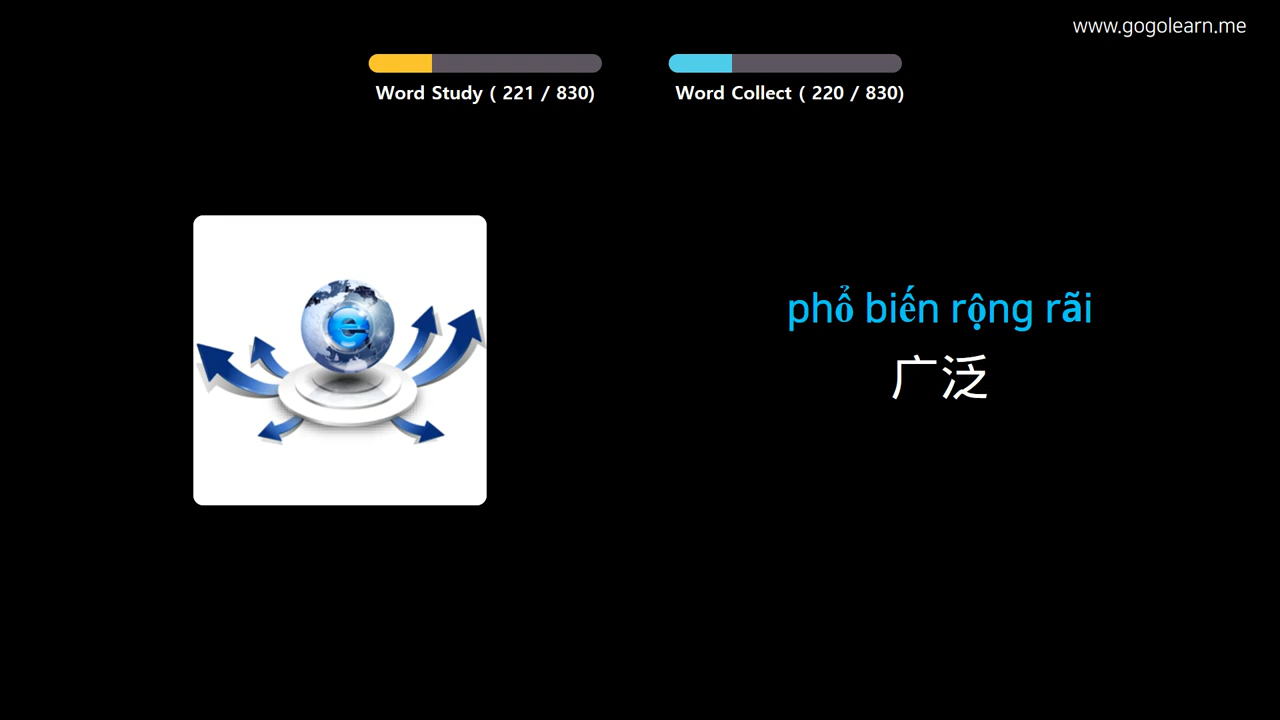 www.gogolearn.me
Word Study ( 221 / 830)
Word Collect ( 220 / 830)
e
phổ biến rộng rãi
广泛